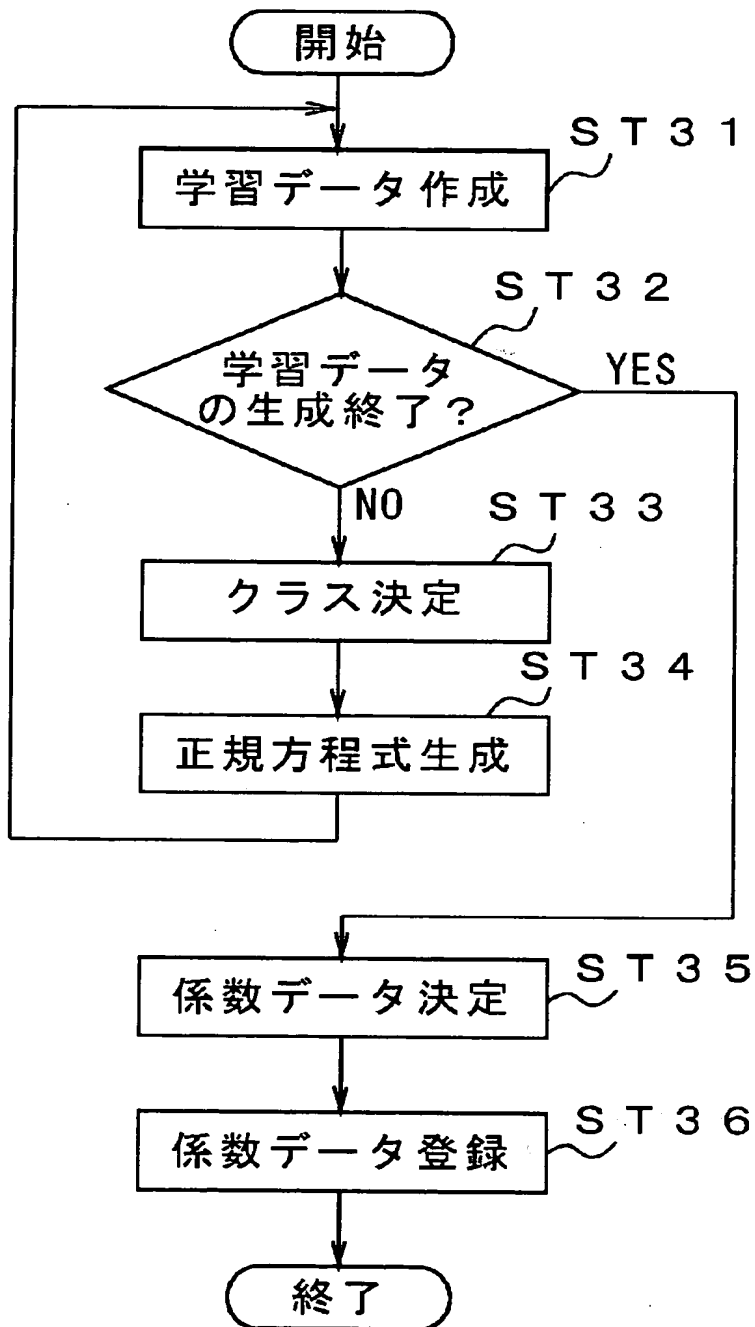 開始
ＳＴ３１
学習データ作成
ＳＴ３２
学習データ
の生成終了？
YES
NO
ＳＴ３３
クラス決定
ＳＴ３４
正規方程式生成
ＳＴ３５
係数データ決定
ＳＴ３６
係数データ登録
終了